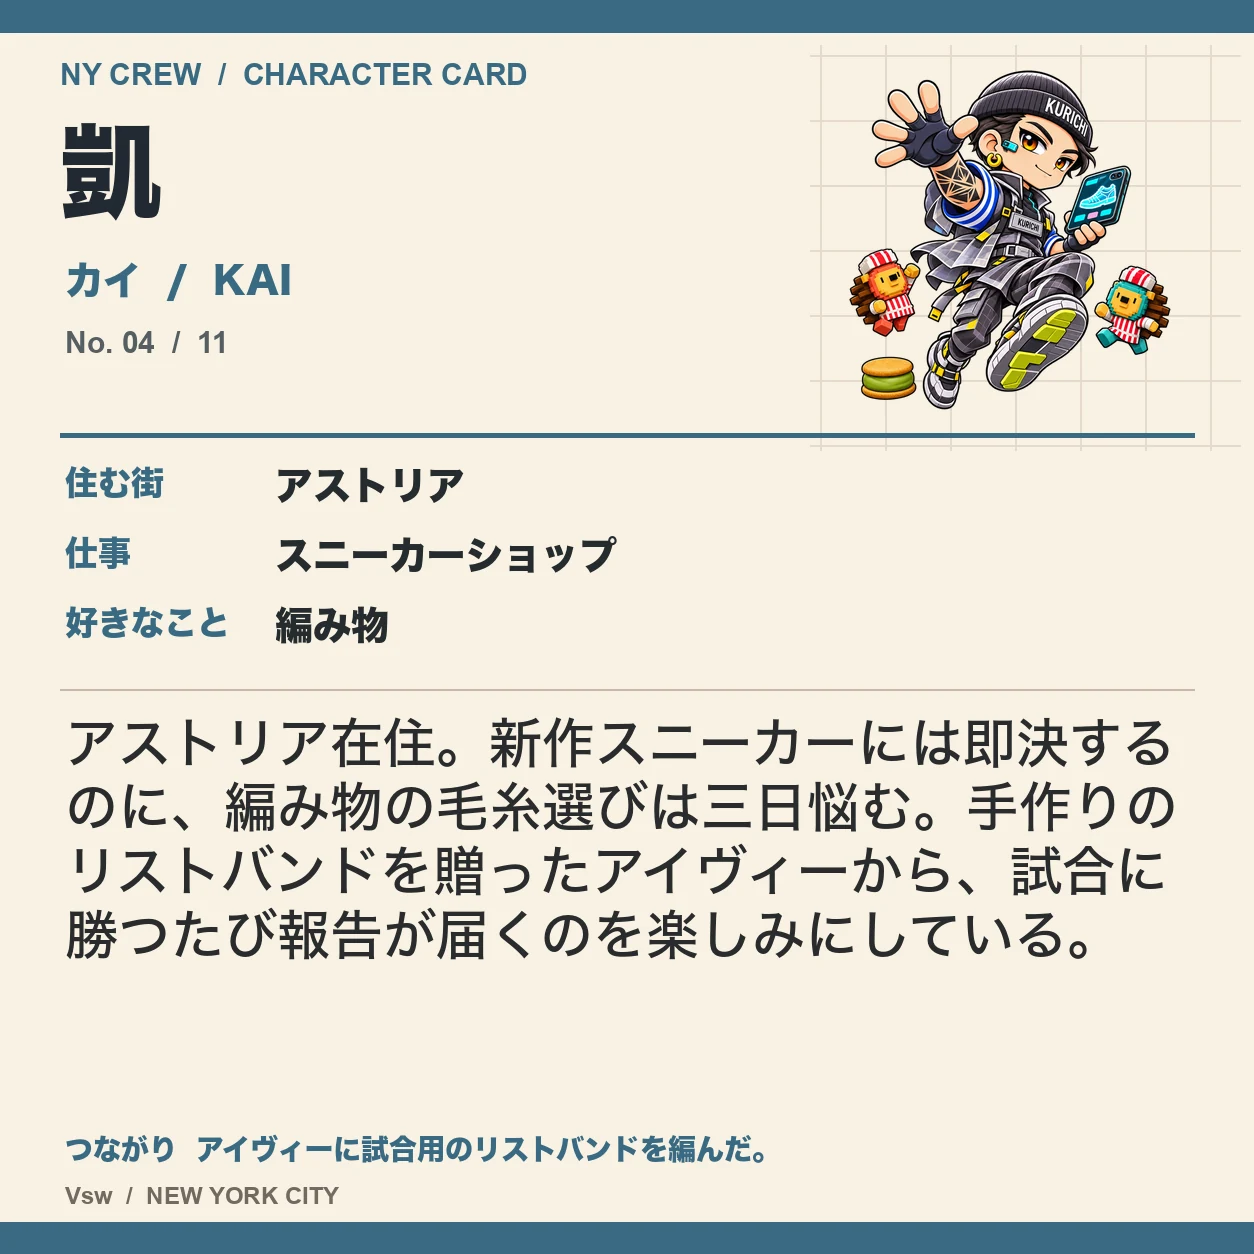 NY CREW / CHARACTER CARD
凱
KURICHI
KURICHI
カイ / KAI
No. 04 / 11
住む街 アストリア
仕事 スニーカーショップ
好きなこと 編み物
アストリア在住。新作スニーカーには即決する
のに、編み物の毛糸選びは三日悩む。手作りの
リストバンドを贈ったアイヴィーから、試合に
勝つたび報告が届くのを楽しみにしている。
つながり アイヴィーに試合用のリストバンドを編んだ。
Vsw / NEW YORK CITY